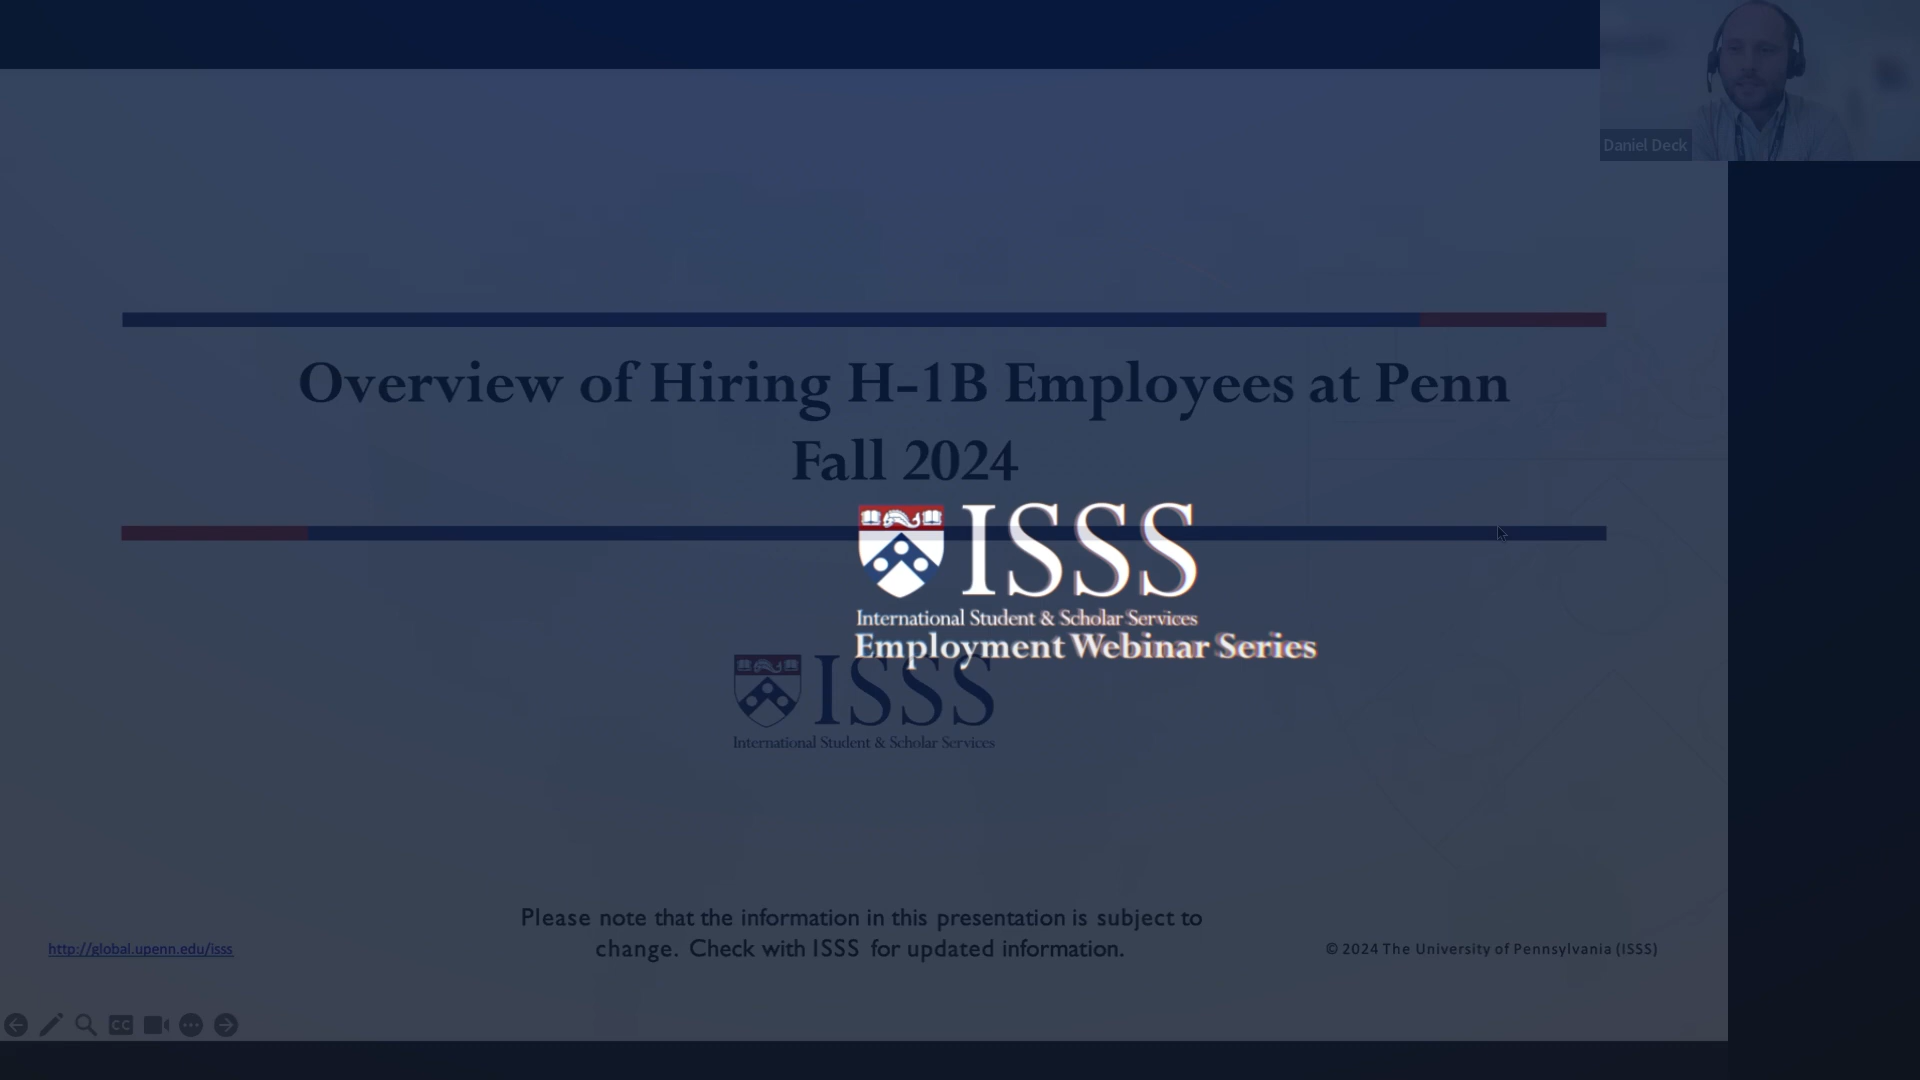 Daniel Deck
Overview of Hiring H-1B Employees at Penn
Fall 2024
ISSS
International Student & Scholar Services
Employment Webinar Series
ISSS
International Student & Scholar Services
Please note that the information in this presentation is subject to
change. Check with ISSS for updated information.
http://global.upenn.edu/isss
© 2024 The University of Pennsylvania (ISSS)
CC